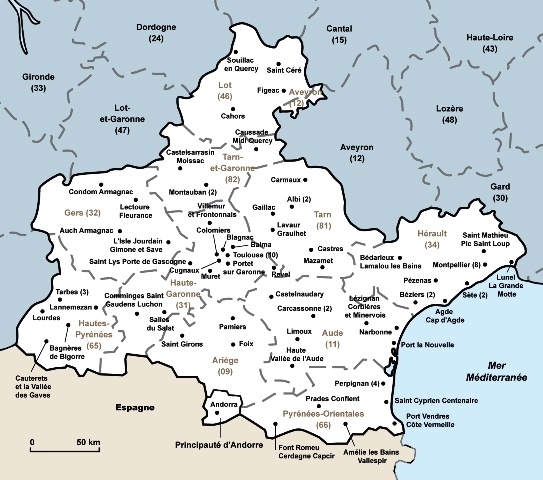 Dordogne
(24)
Cantal
(15)
Haute-Loire
(43)
Gironde
(33)
Lot-
et-Garonne
(47)
Lozère
(48)
Aveyron
(12)
Gard
(30)
Souillac
en Quercy
Saint Céré
Lot
(46)
Figeac
Aveyron
(12)
Cahors
Caussade
Midi Quercy
Castelsarrasin
Moissac
Tarn-
et-Garonne
(82)
Montauban (2)
Carmaux
Condom Armagnac
Lectoure
Fleurance
Gers (32)
Auch Armagnac
L'Isle Jourdain
Gimone et Save
Saint Lys Porte de Gascogne
Villemur
et Frontonnais
Colomiers
Blagnac
Balma
Toulouse (10)
Portet
sur Garonne
Cugnaux
Muret
Haute-
Garonne
(31)
Albi (2)
Gaillac
Tarn
(81)
Lavaur
Graulhet
Castres
Mazamet
Revel
Hérault
(34)
Saint Mathieu
Pic Saint Loup
Bédarieux
Lamalou les Bains
Montpellier (8)
Pézenas
Lunel
La Grande
Motte
Béziers (2)
Sète (2)
Agde
Cap d'Agde
Tarbes (3)
Lannemezan
Lourdes
Comminges Saint
Gaudens Luchon
Salles
du Salat
Hautes-
Pyrénées
(65)
Bagnères
de Bigorre
Cauterets
et la Vallée
des Gaves
Saint Girons
Pamiers
Foix
Ariège
(09)
Castelnaudary
Carcassonne (2)
Lézignan
Corbières
et Minervois
Limoux
Aude
(11)
Narbonne
Haute
Vallée de l'Aude
Port la Nouvelle
Mer
Méditerranée
Perpignan (4)
Prades Conflent
Saint Cyprien Centenaire
Pyrénées-Orientales
(66)
Port Vendres
Côte Vermeille
Andorra
Espagne
Principauté d'Andorre
Font Romeu
Cerdagne Capcir
Amélie les Bains
Vallespir
0 50 km